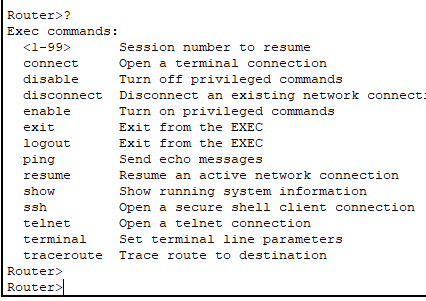 Router>?
Exec commands:
  <1-99>      Session number to resume
  connect     Open a terminal connection
  disable     Turn off privileged commands
  disconnect  Disconnect an existing network connecti
  enable      Turn on privileged commands
  exit        Exit from the EXEC
  logout      Exit from the EXEC
  ping        Send echo messages
  resume      Resume an active network connection
  show        Show running system information
  ssh         Open a secure shell client connection
  telnet      Open a telnet connection
  terminal    Set terminal line parameters
  traceroute  Trace route to destination
Router>
Router>